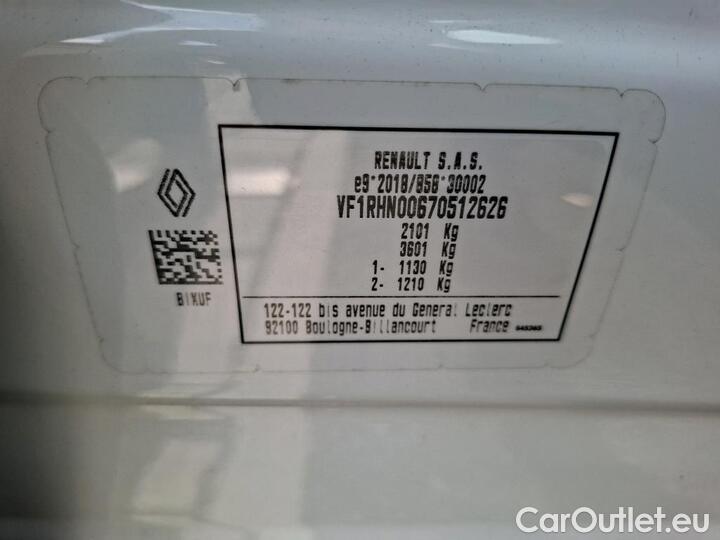 RENAULT S.A.S.
e9*2018/858*30002
VF1RHN00670512626
2101 Kg
3601 Kg
1- 1130 Kg
2- 1210 Kg
BIKUF
122-122 bis avenue du General Leclerc
92100 Boulogne-Billancourt France
CarOutlet.eu